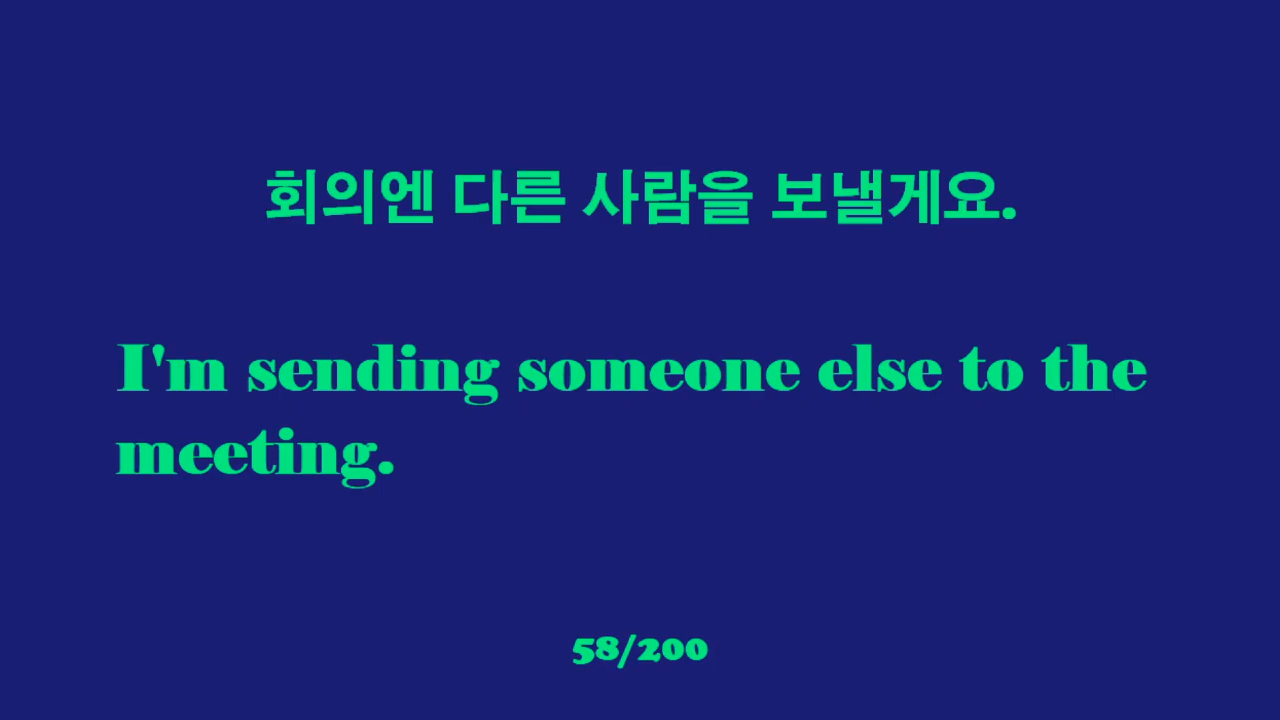 회의엔 다른 사람을 보낼게요.
I'm sending someone else to the
meeting.
58/200